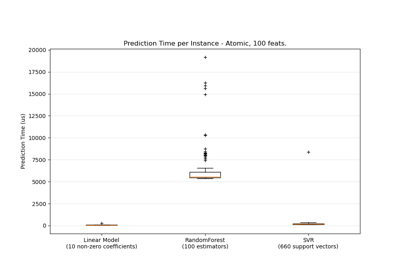 Prediction Time per Instance - Atomic, 100 feats.
20000
17500
15000
12500
10000
7500
5000
2500
0
Prediction Time (us)
Linear Model
(10 non-zero coefficients)
RandomForest
(100 estimators)
SVR
(660 support vectors)